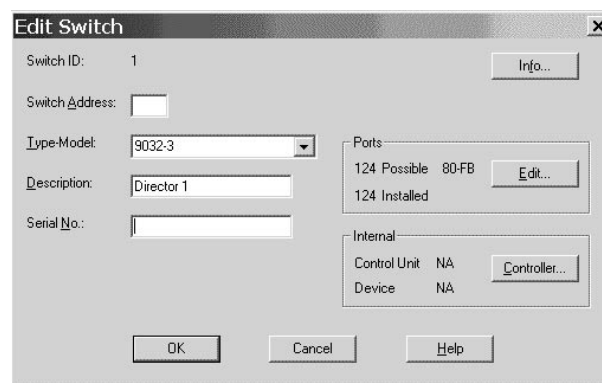 Edit Switch
Switch ID: 1
Info...
Switch Address:
Type-Model: 9032-3
Description: Director 1
Serial No.:
Ports
124 Possible 80-FB
Edit...
124 Installed
Internal
Control Unit NA
Controller...
Device NA
OK Cancel Help